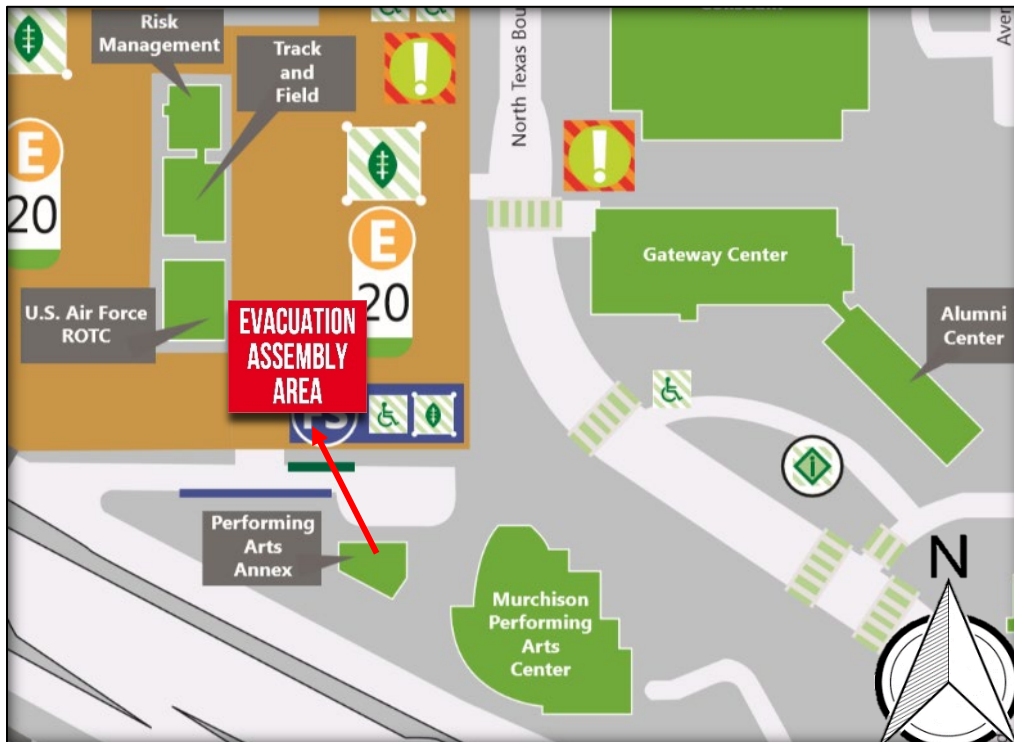 Risk
Management
Track
and
Field
North Texas Bou
E
20
E
20
U.S. Air Force
ROTC
EVACUATION
ASSEMBLY
AREA
Gateway Center
Alumni
Center
i
Performing
Arts
Annex
Murchison
Performing
Arts
Center
N